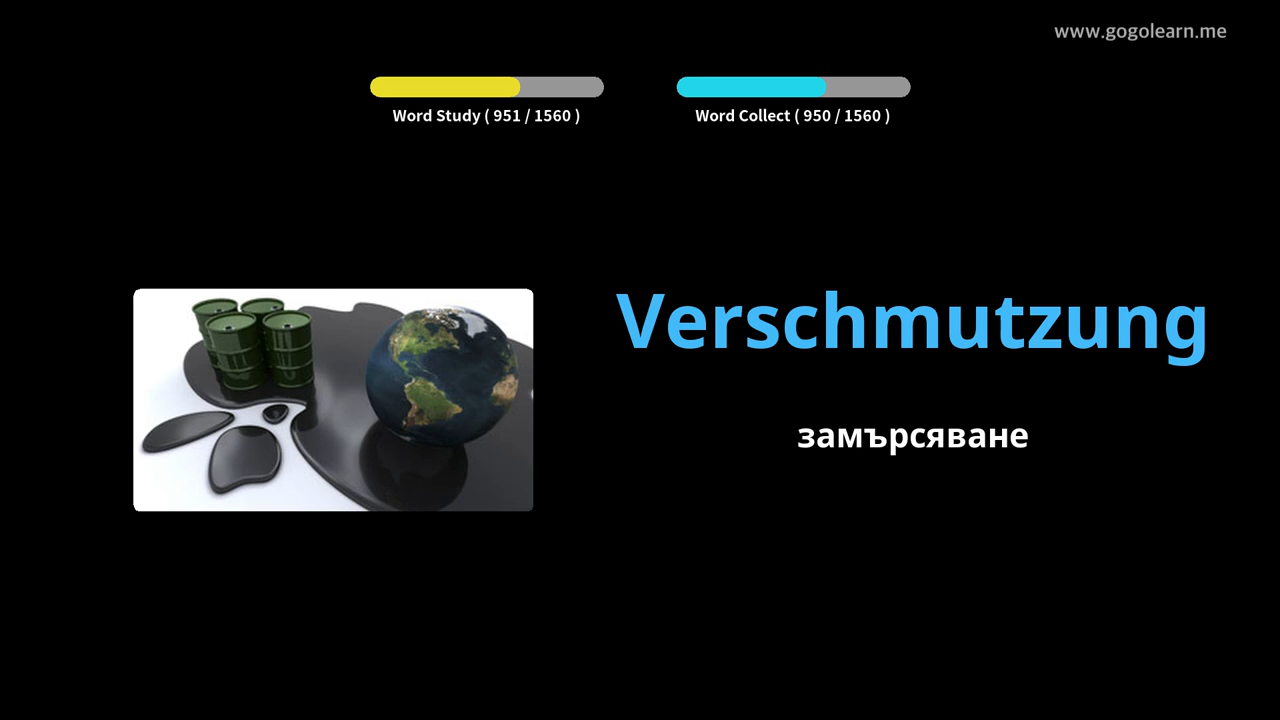 www.gogolearn.me
Word Study ( 951 / 1560 )
Word Collect ( 950 / 1560 )
Verschmutzung
замърсяване